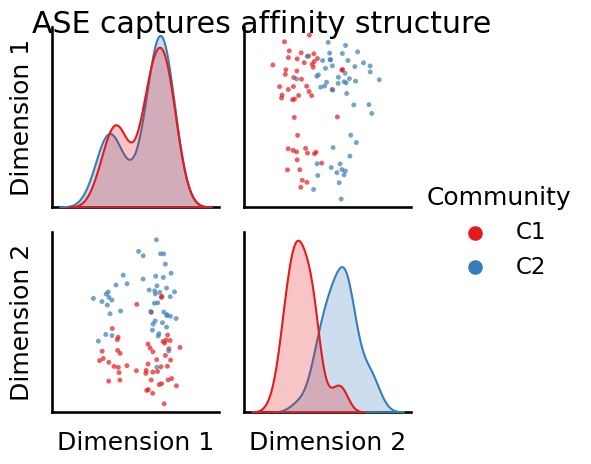 ASE captures affinity structure
Dimension 1
Community
C1
C2
Dimension 2
Dimension 1
Dimension 2